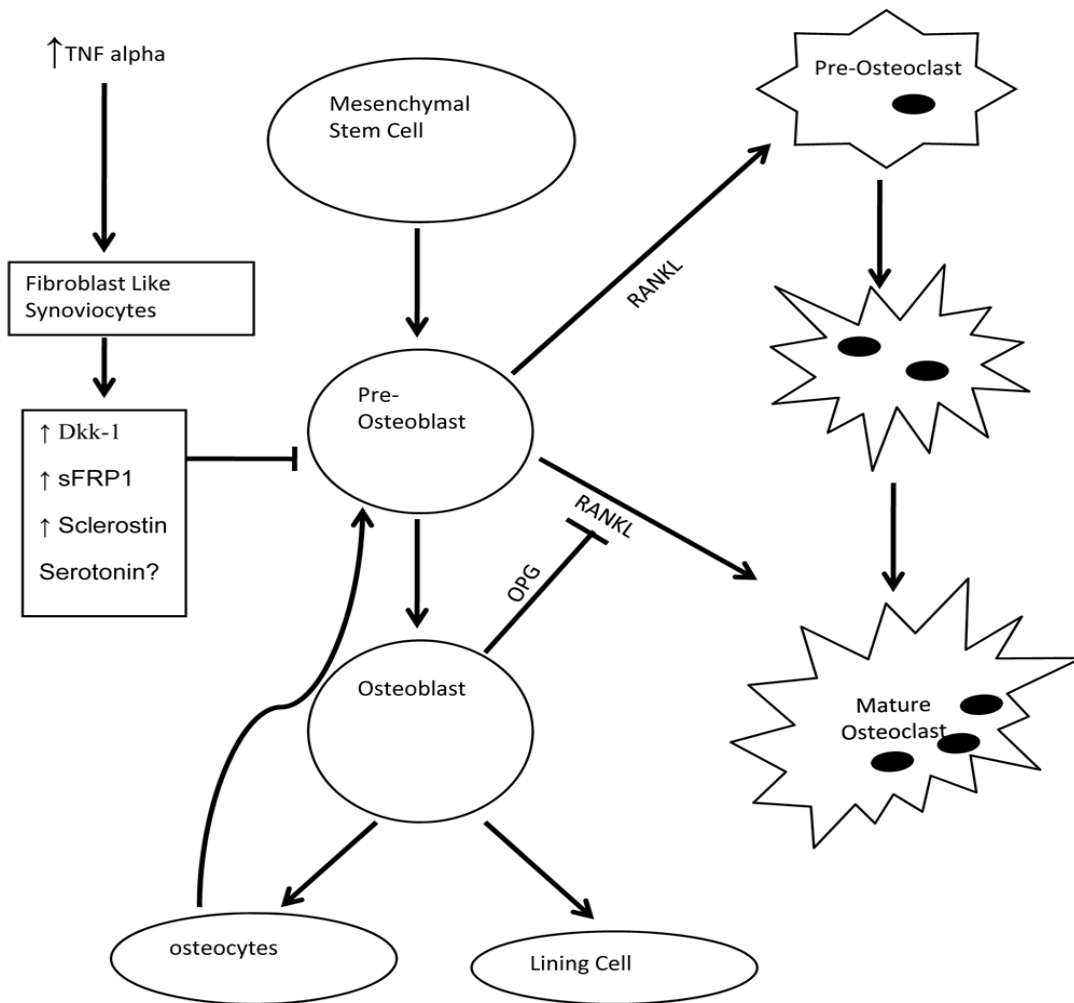 ↑TNF alpha
Mesenchymal
Stem Cell
Pre-Osteoclast
Fibroblast Like
Synoviocytes
RANKL
Pre-
Osteoblast
↑ Dkk-1
↑ sFRP1
↑ Sclerostin
Serotonin?
RANKL
OPG
Osteoblast
Mature
Osteoclast
osteocytes
Lining Cell